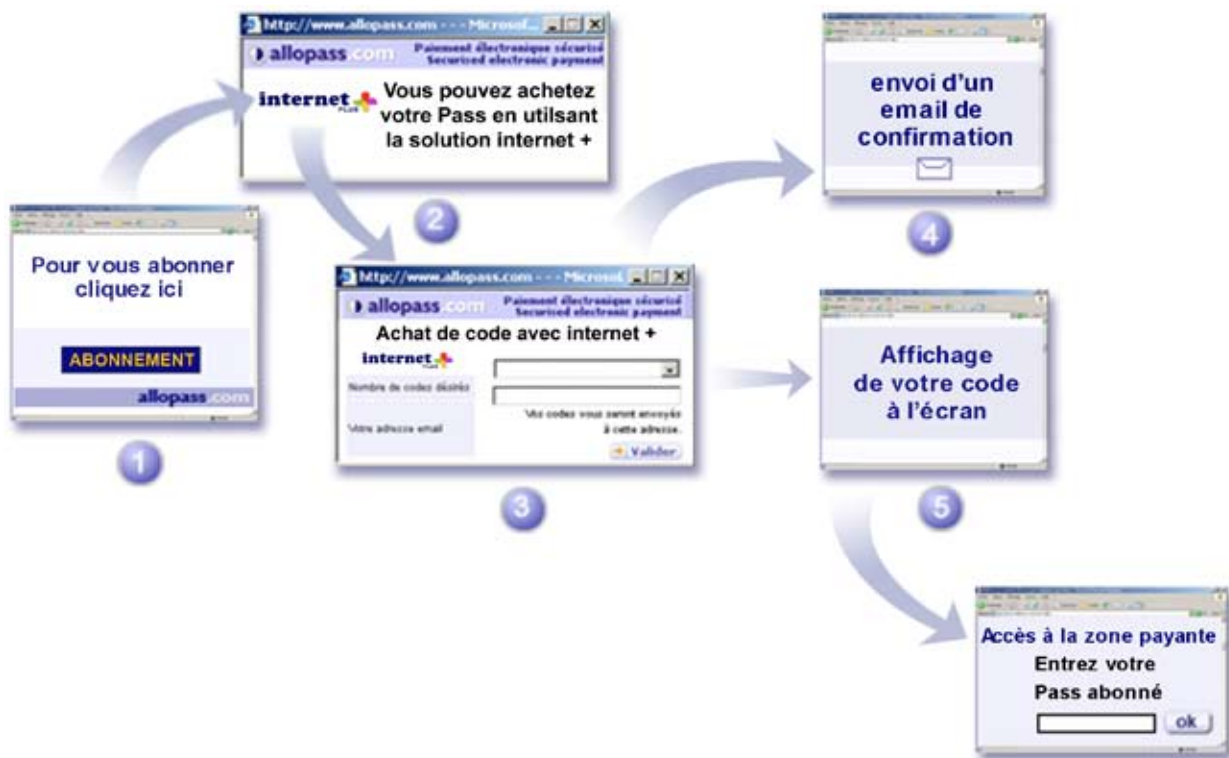 Pour vous abonner
cliquez ici
ABONNEMENT
allopass.com
1
http://www.allopass.com - - - Microsof...
allopass.com
Paiement électronique sécurisé
Securised electronic payment
internet
PLUS
Vous pouvez achetez
votre Pass en utilsant
la solution internet +
2
http://www.allopass.com - - - Microsof.
allopass.com
Paiement électronique sécurisé
Securised electronic payment
Achat de code avec internet +
internet
Nombre de codes désirés
Vos codes vous seront envoyés
à cette adresse.
Votre adresse email
Valider
3
envoi d'un
email de
confirmation
4
Affichage
de votre code
à l'écran
5
Accès à la zone payante
Entrez votre
Pass abonné
ok